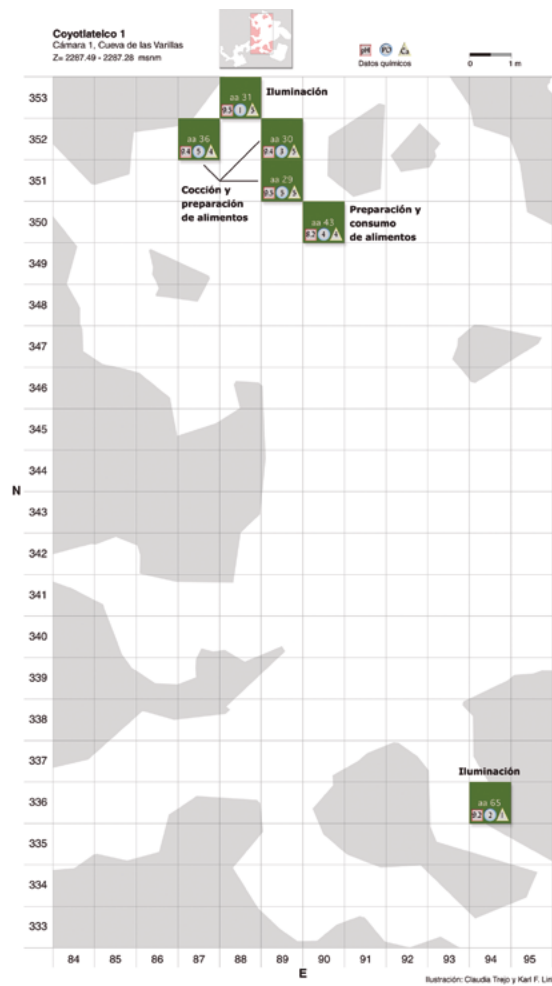 Coyotlatelco 1
Cámara 1, Cueva de las Varillas
Z= 2287.49 - 2287.28 msnm
pH PO Ca
Datos químicos
0 1 m
353
352
351
350
349
348
347
346
345
344
343
342
341
340
339
338
337
336
335
334
333
N
aa 31
Iluminación
aa 36
aa 30
aa 29
Cocción y
preparación
de alimentos
aa 43
Preparación y
consumo
de alimentos
Iluminación
aa 65
84 85 86 87 88 89 90 91 92 93 94 95
E
Ilustración: Claudia Trejo y Karl F. Lin